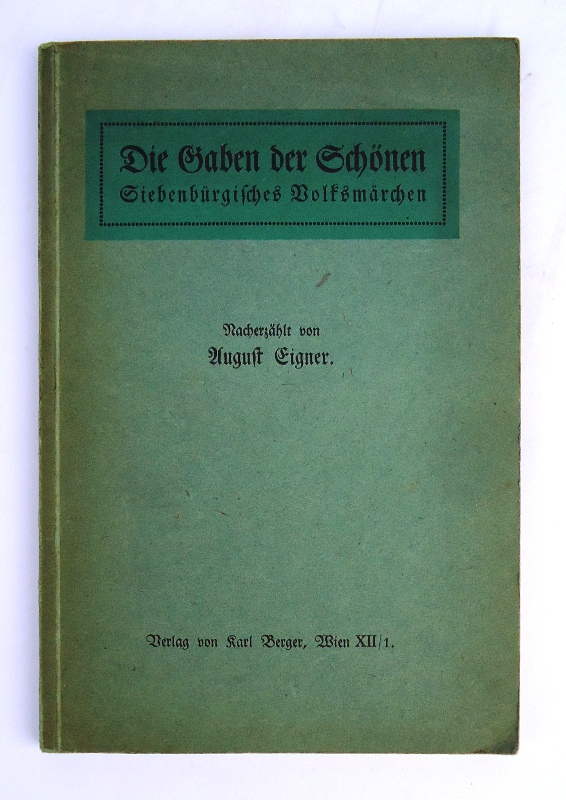 Die Gaben der Schönen
Siebenbürgisches Volksmärchen
Nacherzählt von
August Eigner.
Verlag von Karl Berger, Wien XII/1.